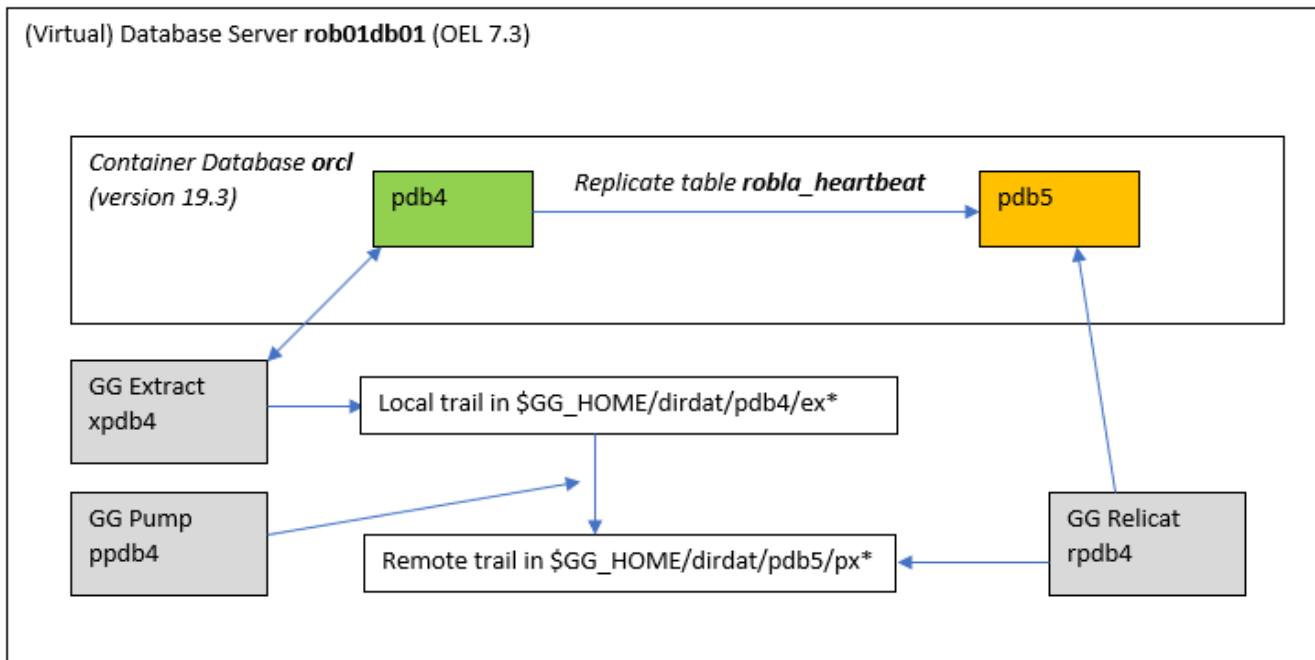 (Virtual) Database Server rob01db01 (OEL 7.3)
Container Database orcl
(version 19.3)
pdb4
Replicate table robla_heartbeat
pdb5
GG Extract
xpdb4
Local trail in $GG_HOME/dirdat/pdb4/ex*
GG Pump
ppdb4
Remote trail in $GG_HOME/dirdat/pdb5/px*
GG Relicat
rpdb4